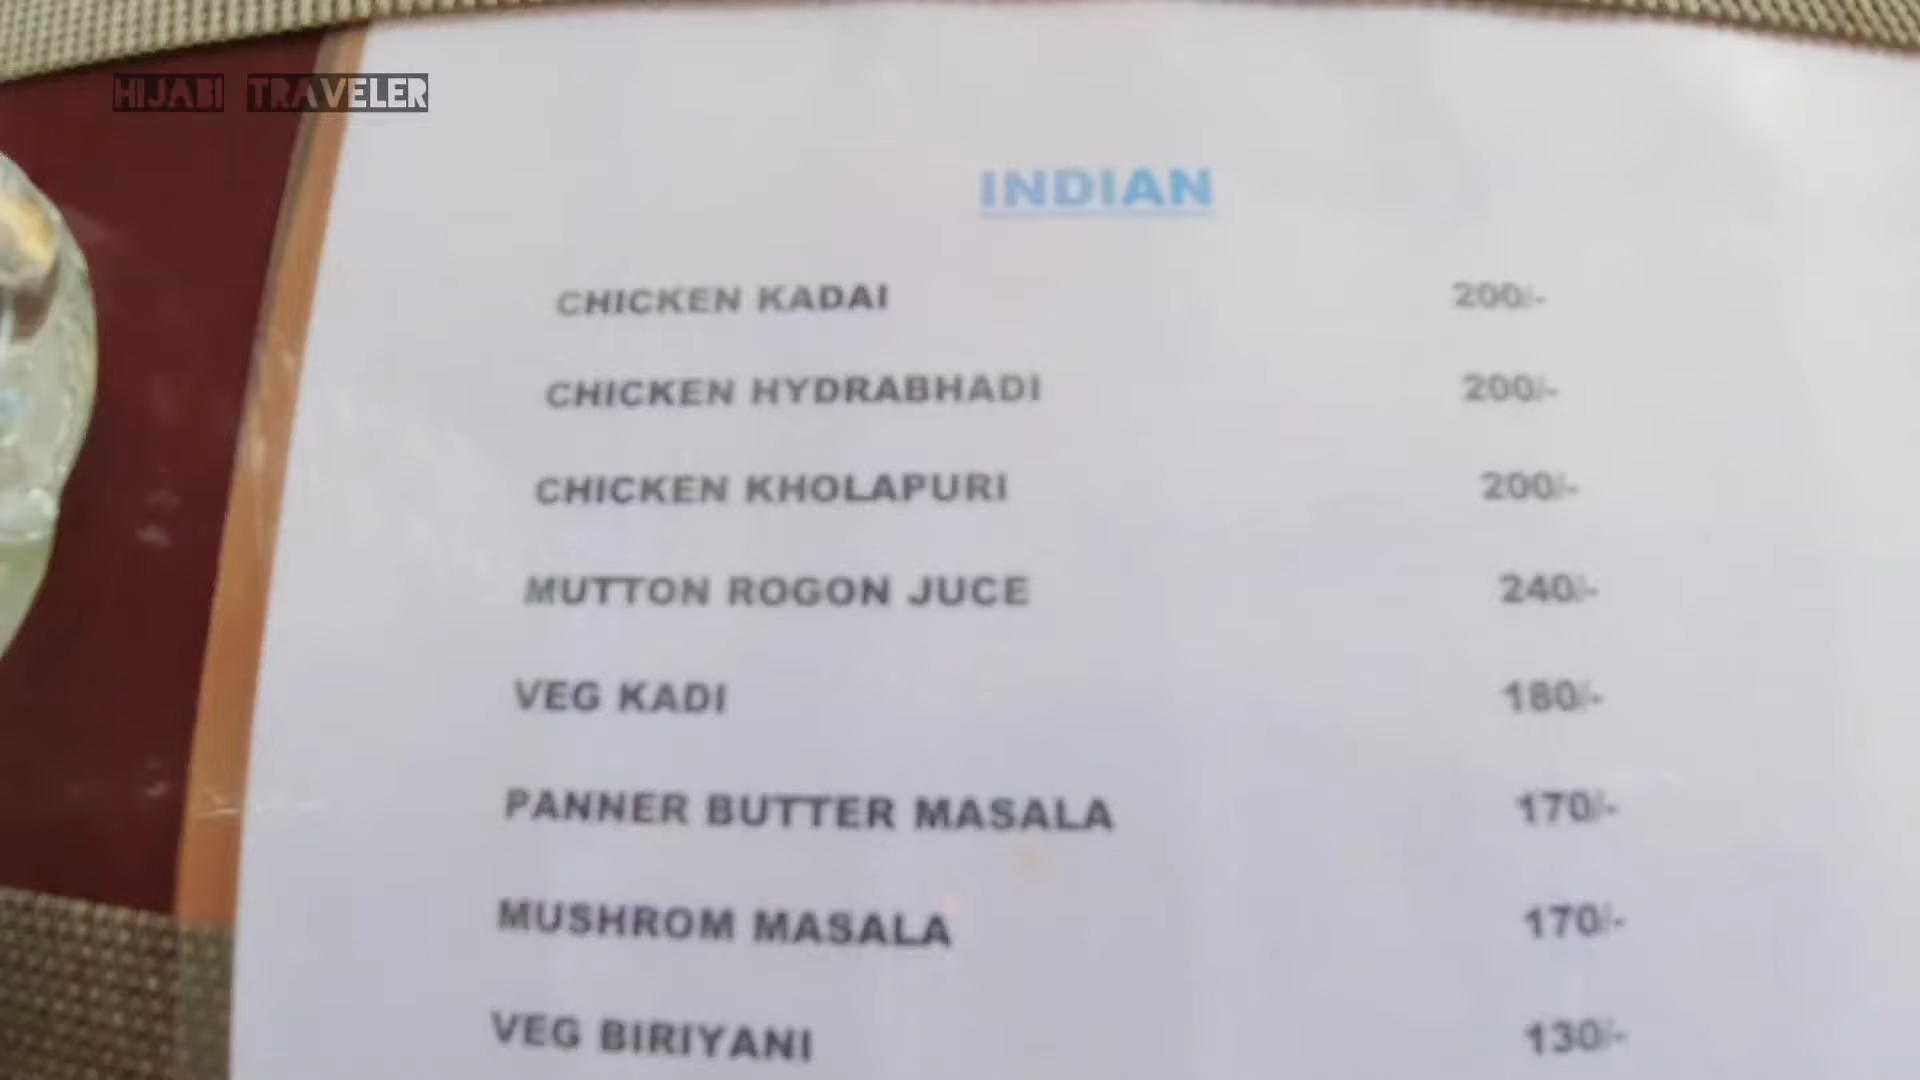 HIJABI TRAVELER
INDIAN
CHICKEN KADAI 200/-
CHICKEN HYDRABHADI 200/-
CHICKEN KHOLAPURI 200/-
MUTTON ROGON JUCE 240/-
VEG KADI 180/-
PANNER BUTTER MASALA 170/-
MUSHROM MASALA 170/-
VEG BIRIYANI 130/-